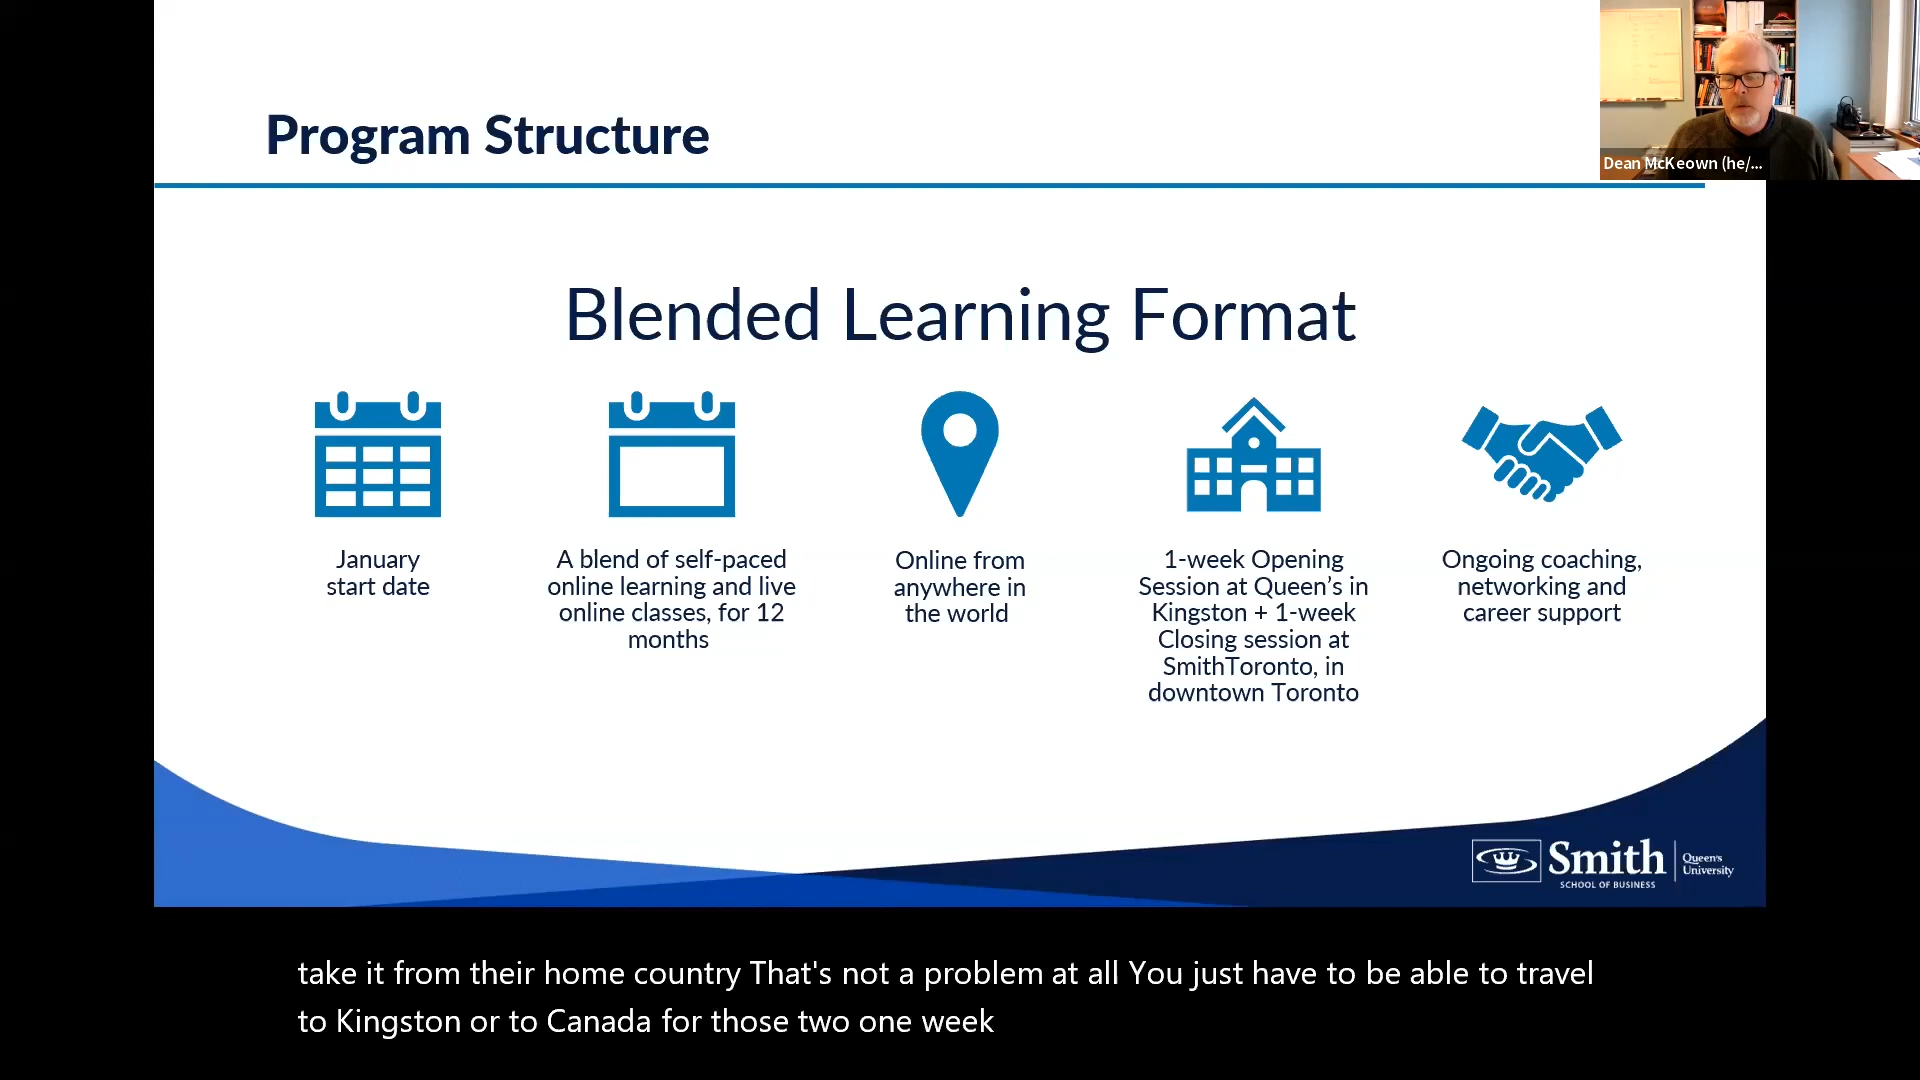 Program Structure
Dean McKeown (he/...
Blended Learning Format
January
start date
A blend of self-paced
online learning and live
online classes, for 12
months
Online from
anywhere in
the world
1-week Opening
Session at Queen's in
Kingston + 1-week
Closing session at
SmithToronto, in
downtown Toronto
Ongoing coaching,
networking and
career support
Smith
SCHOOL OF BUSINESS
Queen's
University
take it from their home country That's not a problem at all You just have to be able to travel
to Kingston or to Canada for those two one week